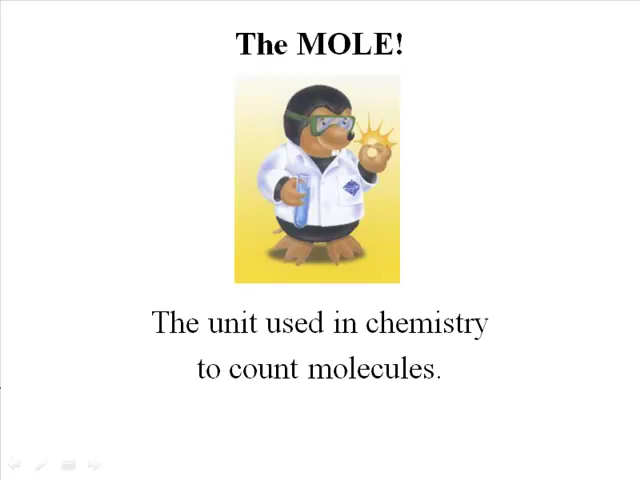 The MOLE!
The unit used in chemistry
to count molecules.